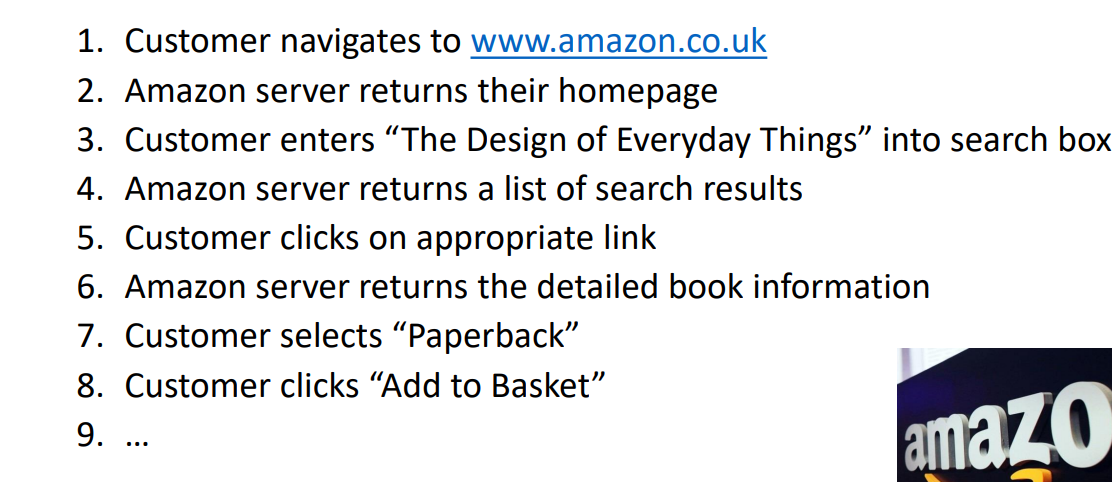 1. Customer navigates to www.amazon.co.uk
2. Amazon server returns their homepage
3. Customer enters “The Design of Everyday Things” into search box
4. Amazon server returns a list of search results
5. Customer clicks on appropriate link
6. Amazon server returns the detailed book information
7. Customer selects “Paperback”
8. Customer clicks “Add to Basket”
9. …
amazo